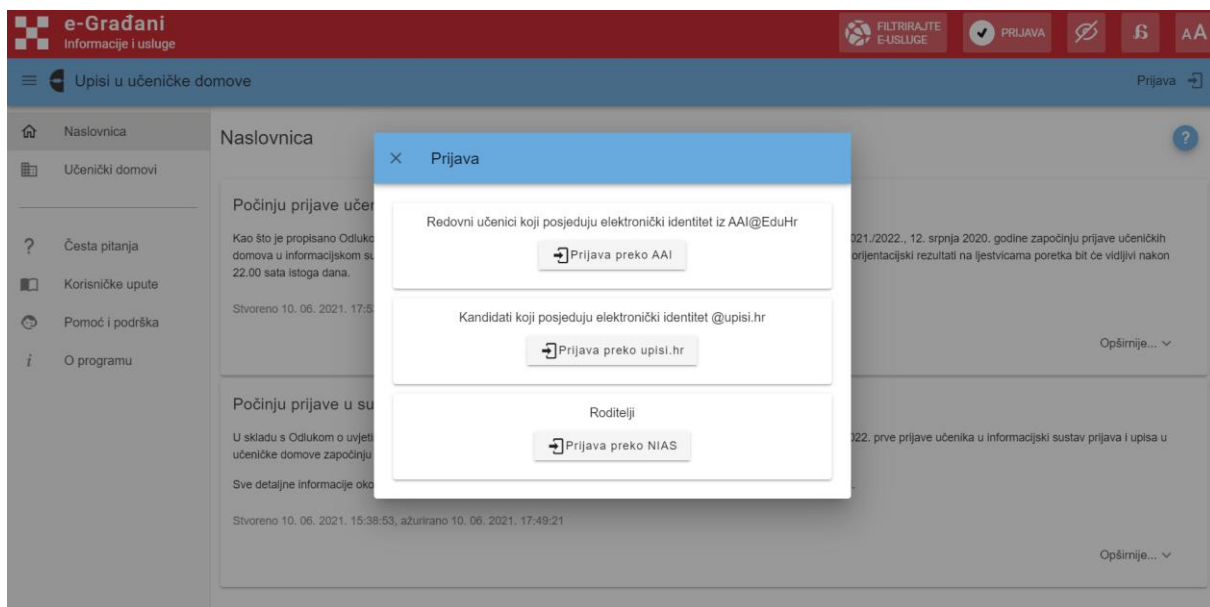 e-Građani
Informacije i usluge
FILTRIRAJTE
E-USLUGE
PRIJAVA
AA
Upisi u učeničke domove
Prijava
Naslovnica
Učenički domovi
Česta pitanja
Korisničke upute
Pomoć i podrška
O programu
Naslovnica
?
Prijava
Redovni učenici koji posjeduju elektronički identitet iz AAI@EduHr
Prijava preko AAI
Kandidati koji posjeduju elektronički identitet @upisi.hr
Prijava preko upisi.hr
Roditelji
Prijava preko NIAS
Počinju prijave učen
Kao što je propisano Odluko
021./2022., 12. srpnja 2020. godine započinju prijave učeničkih
domova u informacijskom su
orijentacijski rezultati na ljestvicama poretka bit će vidljivi nakon
22.00 sata istoga dana.
Stvoreno 10. 06. 2021. 17:5
Opširnije...
Počinju prijave u su
U skladu s Odlukom o uvjeti
022. prve prijave učenika u informacijski sustav prijava i upisa u
učeničke domove započinju
Sve detaljne informacije oko
Stvoreno 10. 06. 2021. 15:38:53, ažurirano 10. 06. 2021. 17:49:21
Opširnije...